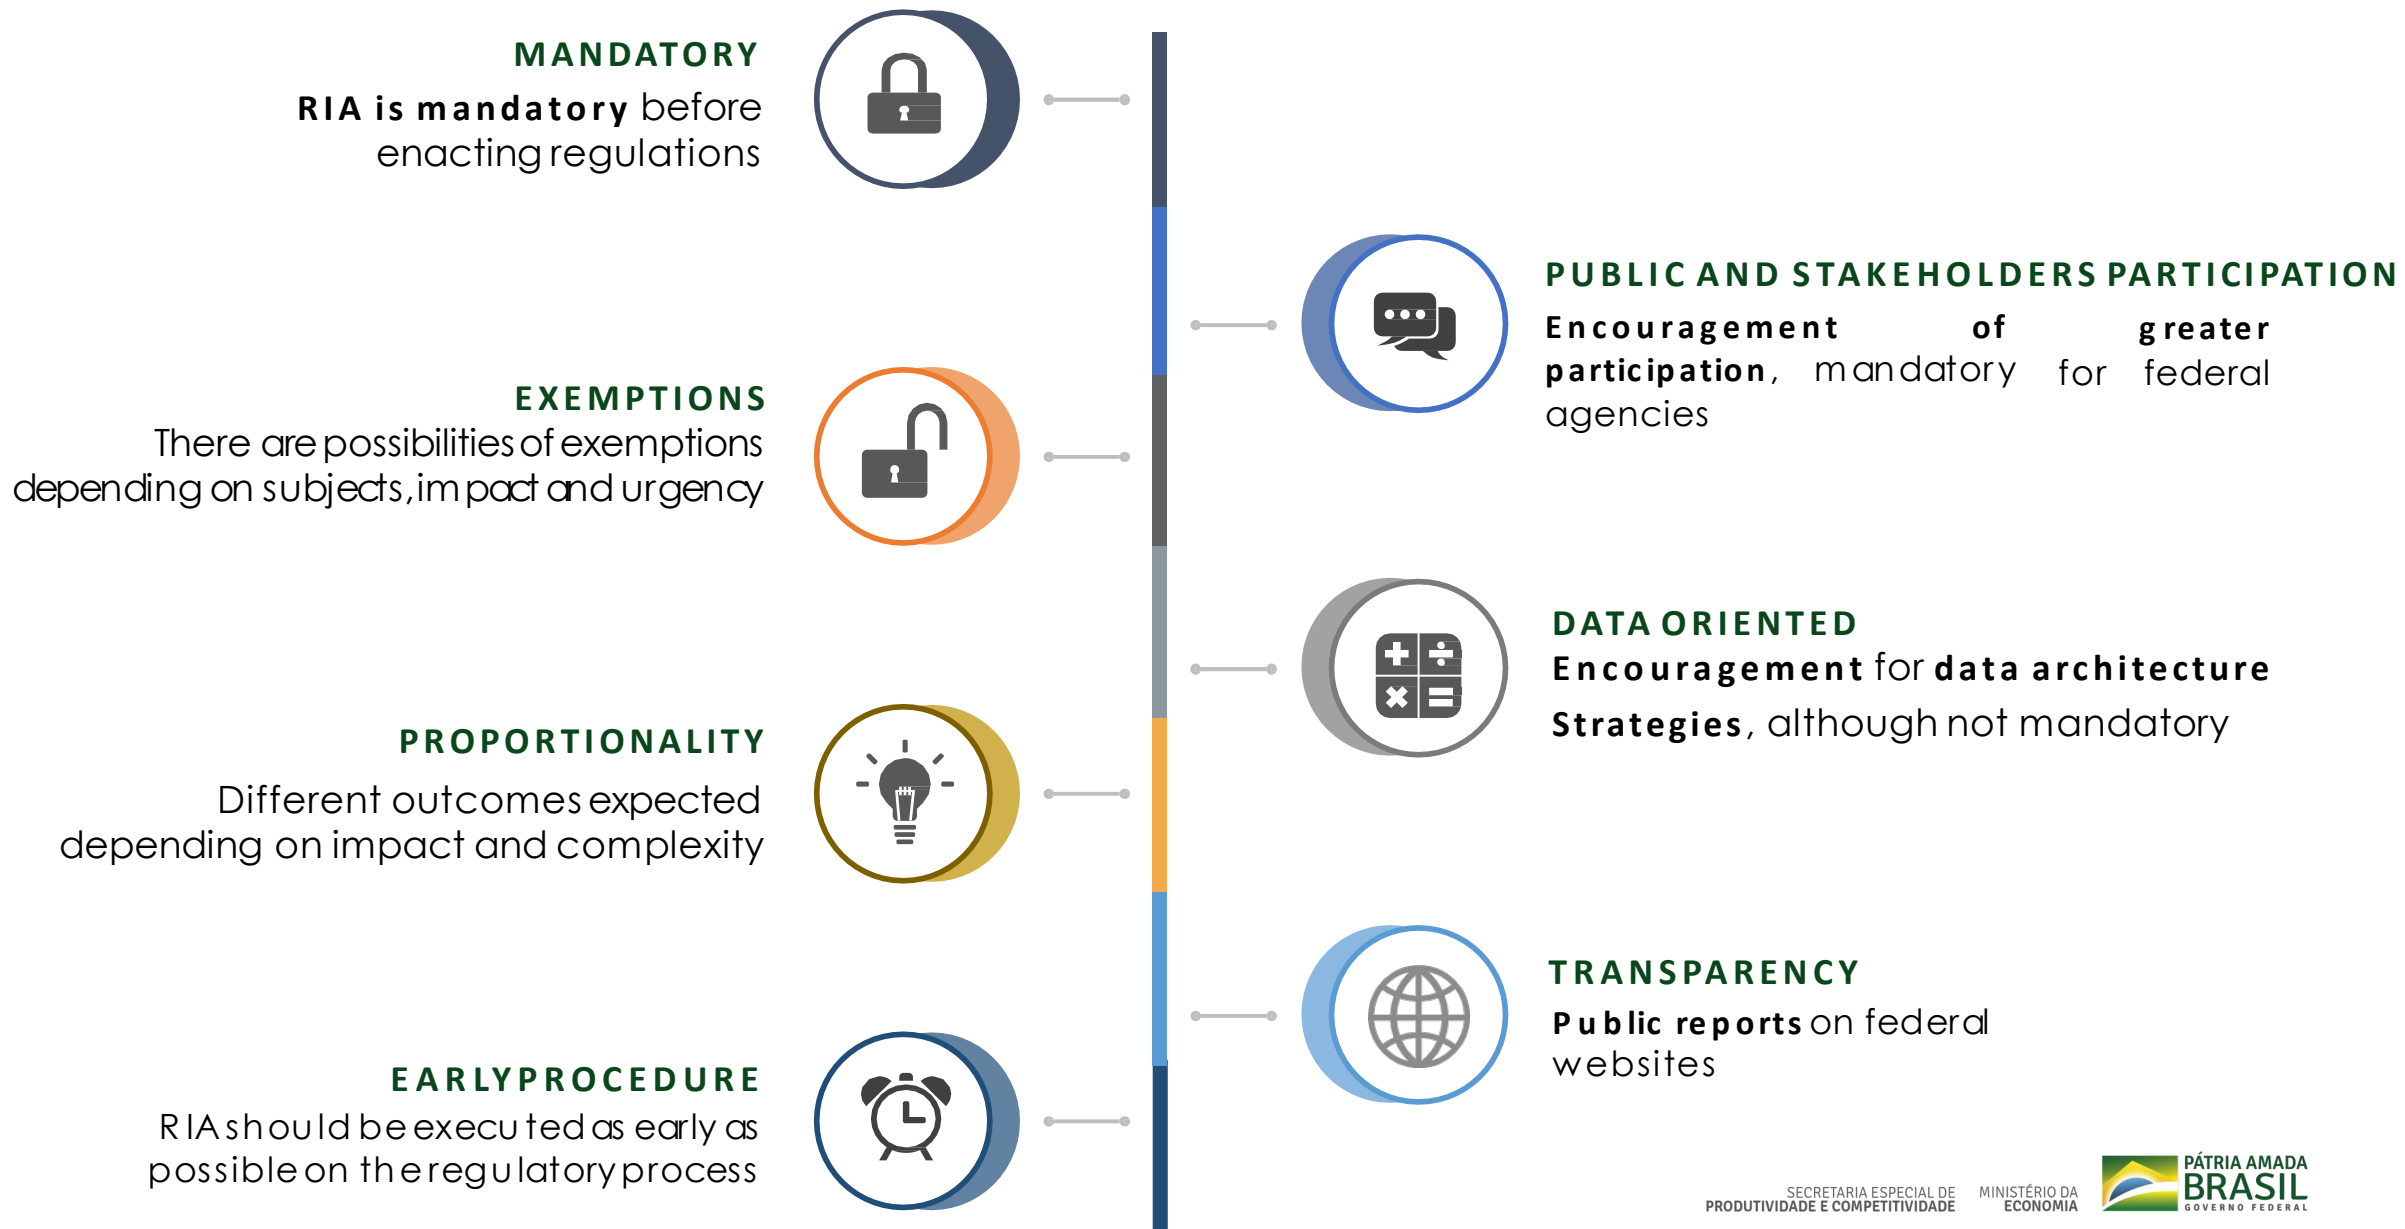 MANDATORY
RIA is mandatory before
enacting regulations
PUBLIC AND STAKEHOLDERS PARTICIPATION
Encouragement of greater
participation, mandatory for federal
agencies
EXEMPTIONS
There are possibilities of exemptions
depending on subjects, impact and urgency
DATA ORIENTED
Encouragement for data architecture
Strategies, although not mandatory
PROPORTIONALITY
Different outcomes expected
depending on impact and complexity
TRANSPARENCY
Public reports on federal
websites
EARLY PROCEDURE
RIA should be executed as early as
possible on the regulatory process
SECRETARIA ESPECIAL DE
PRODUTIVIDADE E COMPETITIVIDADE
MINISTÉRIO DA
ECONOMIA
PÁTRIA AMADA
BRASIL
GOVERNO FEDERAL